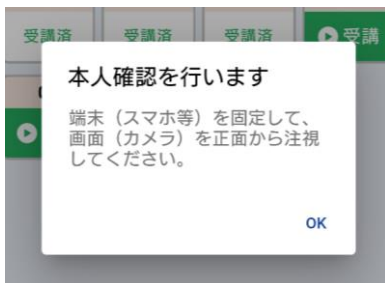 受講済 受講済 受講済 受講
本人確認を行います
端末（スマホ等）を固定して、
画面（カメラ）を正面から注視
してください。
OK